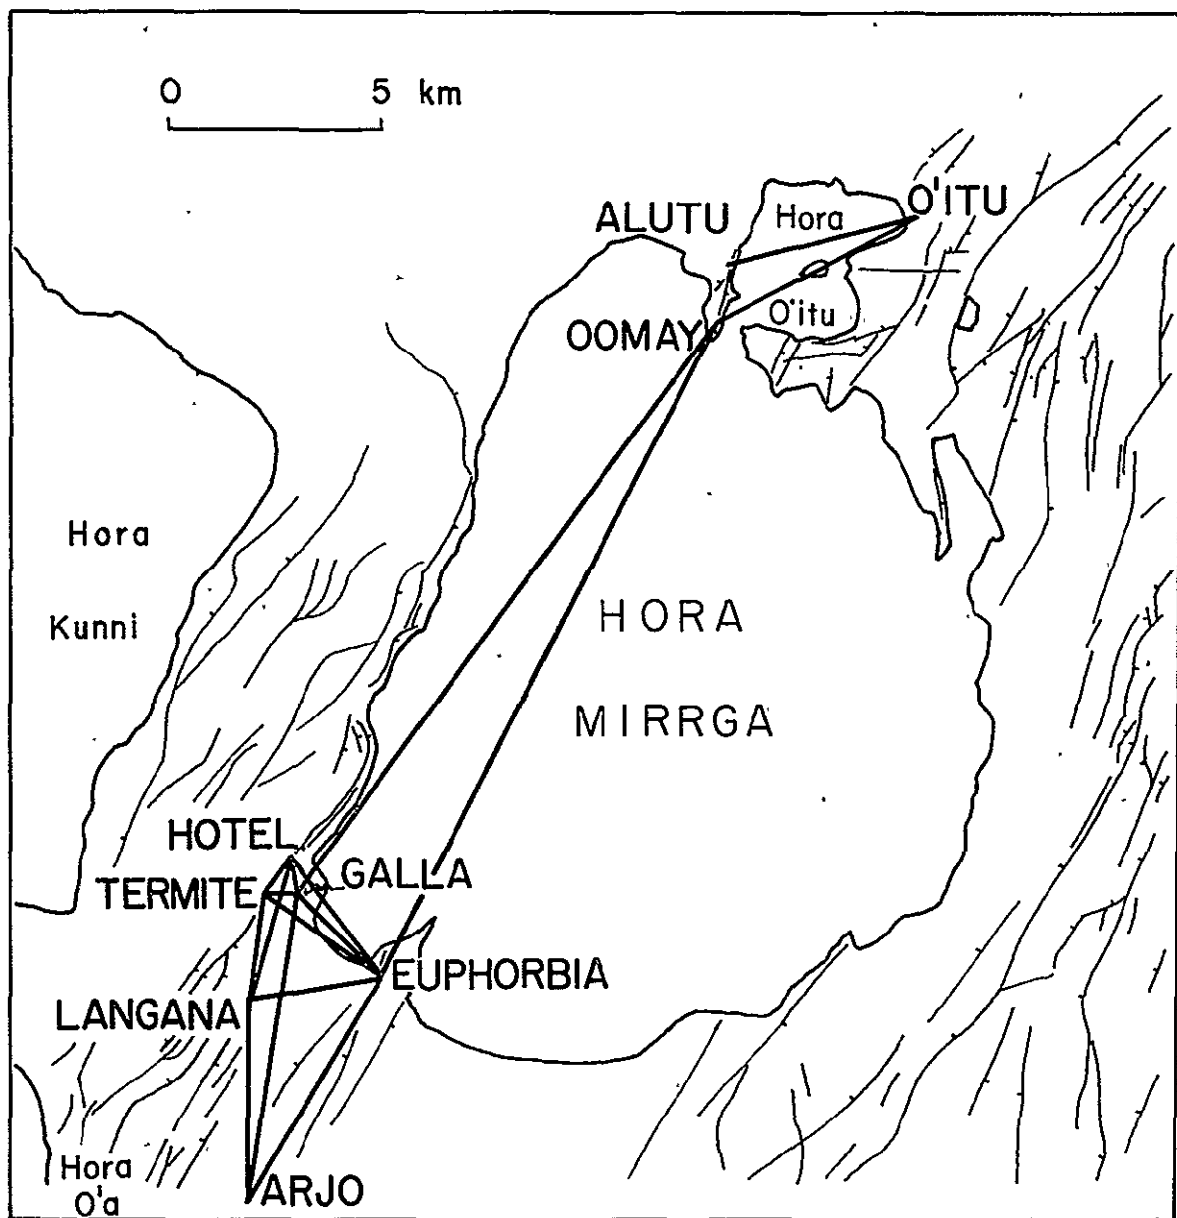 0 5 km
O'ITU
ALUTU
Hora
O'itu
OOMAY
Hora
Kunni
HORA
MIRRGA
HOTEL
GALLA
TERMITE
EUPHORBIA
LANGANA
Hora
O'a
ARJO